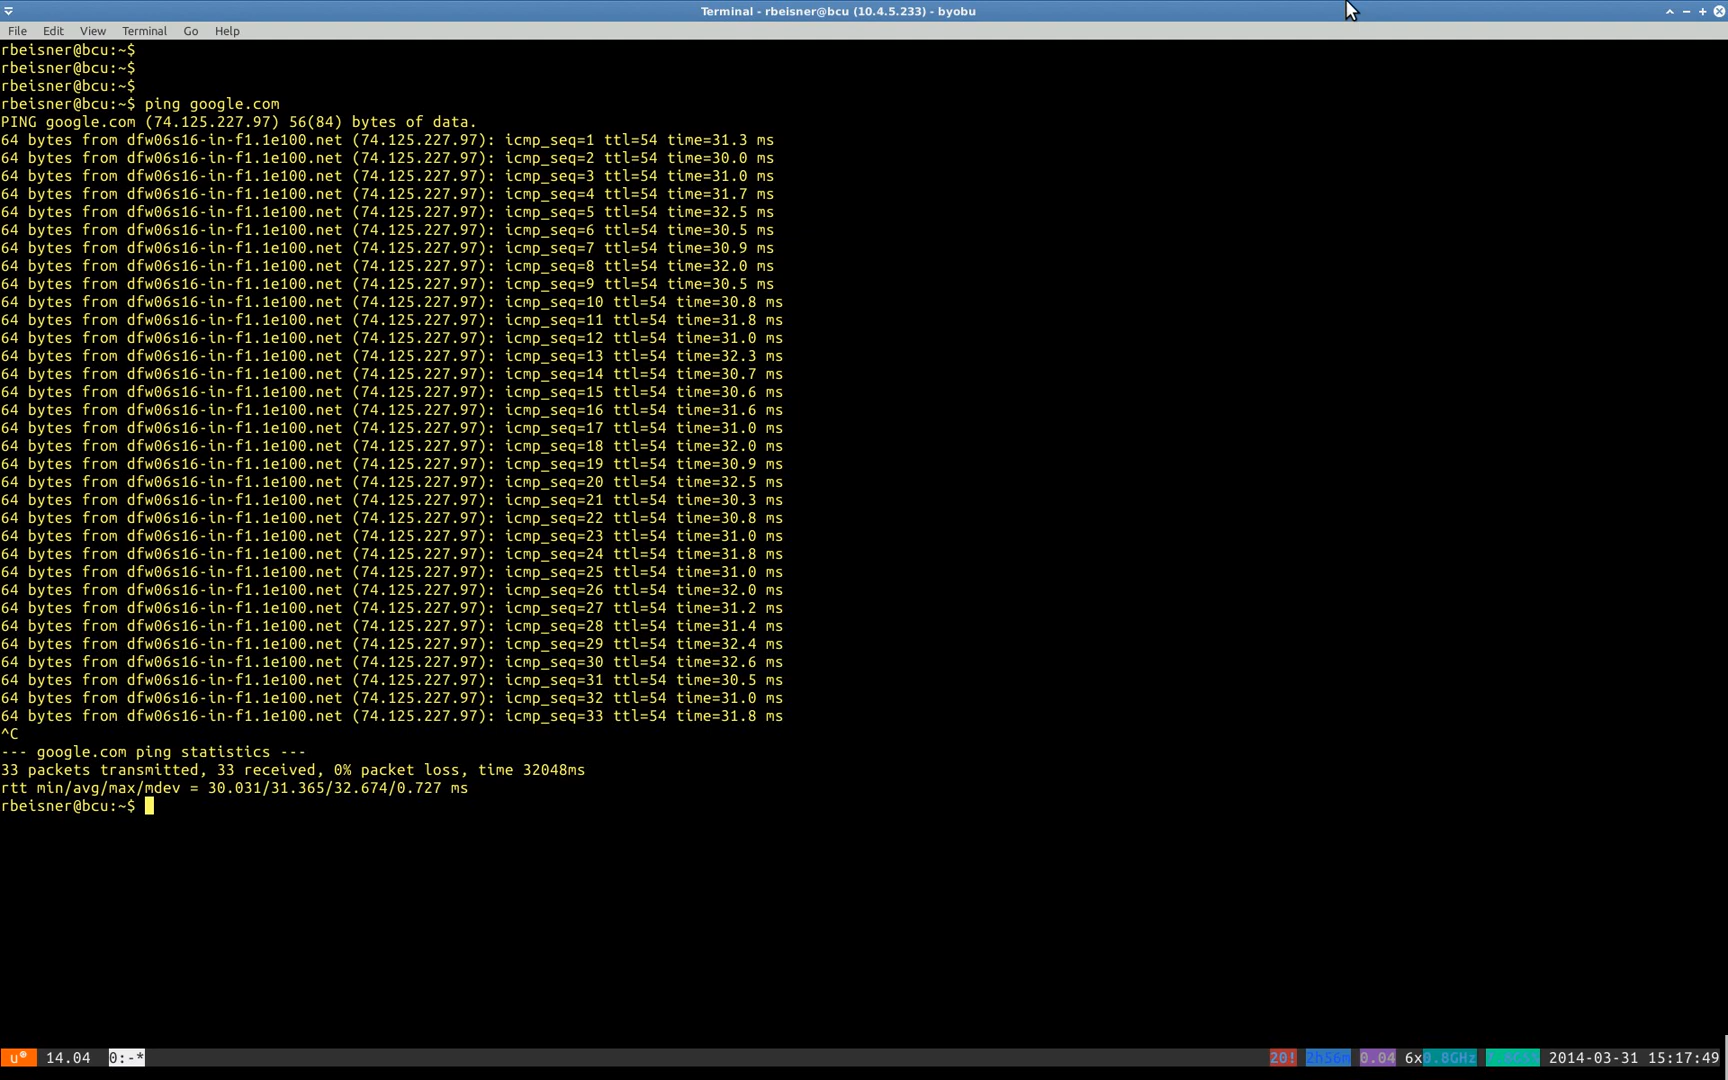 Terminal - rbeisner@bcu (10.4.5.233) - byobu
File Edit View Terminal Go Help
rbeisner@bcu:~$
rbeisner@bcu:~$
rbeisner@bcu:~$
rbeisner@bcu:~$ ping google.com
PING google.com (74.125.227.97) 56(84) bytes of data.
64 bytes from dfw06s16-in-f1.1e100.net (74.125.227.97): icmp_seq=1 ttl=54 time=31.3 ms
64 bytes from dfw06s16-in-f1.1e100.net (74.125.227.97): icmp_seq=2 ttl=54 time=30.0 ms
64 bytes from dfw06s16-in-f1.1e100.net (74.125.227.97): icmp_seq=3 ttl=54 time=31.0 ms
64 bytes from dfw06s16-in-f1.1e100.net (74.125.227.97): icmp_seq=4 ttl=54 time=31.7 ms
64 bytes from dfw06s16-in-f1.1e100.net (74.125.227.97): icmp_seq=5 ttl=54 time=32.5 ms
64 bytes from dfw06s16-in-f1.1e100.net (74.125.227.97): icmp_seq=6 ttl=54 time=30.5 ms
64 bytes from dfw06s16-in-f1.1e100.net (74.125.227.97): icmp_seq=7 ttl=54 time=30.9 ms
64 bytes from dfw06s16-in-f1.1e100.net (74.125.227.97): icmp_seq=8 ttl=54 time=32.0 ms
64 bytes from dfw06s16-in-f1.1e100.net (74.125.227.97): icmp_seq=9 ttl=54 time=30.5 ms
64 bytes from dfw06s16-in-f1.1e100.net (74.125.227.97): icmp_seq=10 ttl=54 time=30.8 ms
64 bytes from dfw06s16-in-f1.1e100.net (74.125.227.97): icmp_seq=11 ttl=54 time=31.8 ms
64 bytes from dfw06s16-in-f1.1e100.net (74.125.227.97): icmp_seq=12 ttl=54 time=31.0 ms
64 bytes from dfw06s16-in-f1.1e100.net (74.125.227.97): icmp_seq=13 ttl=54 time=32.3 ms
64 bytes from dfw06s16-in-f1.1e100.net (74.125.227.97): icmp_seq=14 ttl=54 time=30.7 ms
64 bytes from dfw06s16-in-f1.1e100.net (74.125.227.97): icmp_seq=15 ttl=54 time=30.6 ms
64 bytes from dfw06s16-in-f1.1e100.net (74.125.227.97): icmp_seq=16 ttl=54 time=31.6 ms
64 bytes from dfw06s16-in-f1.1e100.net (74.125.227.97): icmp_seq=17 ttl=54 time=31.0 ms
64 bytes from dfw06s16-in-f1.1e100.net (74.125.227.97): icmp_seq=18 ttl=54 time=32.0 ms
64 bytes from dfw06s16-in-f1.1e100.net (74.125.227.97): icmp_seq=19 ttl=54 time=30.9 ms
64 bytes from dfw06s16-in-f1.1e100.net (74.125.227.97): icmp_seq=20 ttl=54 time=32.5 ms
64 bytes from dfw06s16-in-f1.1e100.net (74.125.227.97): icmp_seq=21 ttl=54 time=30.3 ms
64 bytes from dfw06s16-in-f1.1e100.net (74.125.227.97): icmp_seq=22 ttl=54 time=30.8 ms
64 bytes from dfw06s16-in-f1.1e100.net (74.125.227.97): icmp_seq=23 ttl=54 time=31.0 ms
64 bytes from dfw06s16-in-f1.1e100.net (74.125.227.97): icmp_seq=24 ttl=54 time=31.8 ms
64 bytes from dfw06s16-in-f1.1e100.net (74.125.227.97): icmp_seq=25 ttl=54 time=31.0 ms
64 bytes from dfw06s16-in-f1.1e100.net (74.125.227.97): icmp_seq=26 ttl=54 time=32.0 ms
64 bytes from dfw06s16-in-f1.1e100.net (74.125.227.97): icmp_seq=27 ttl=54 time=31.2 ms
64 bytes from dfw06s16-in-f1.1e100.net (74.125.227.97): icmp_seq=28 ttl=54 time=31.4 ms
64 bytes from dfw06s16-in-f1.1e100.net (74.125.227.97): icmp_seq=29 ttl=54 time=32.4 ms
64 bytes from dfw06s16-in-f1.1e100.net (74.125.227.97): icmp_seq=30 ttl=54 time=32.6 ms
64 bytes from dfw06s16-in-f1.1e100.net (74.125.227.97): icmp_seq=31 ttl=54 time=30.5 ms
64 bytes from dfw06s16-in-f1.1e100.net (74.125.227.97): icmp_seq=32 ttl=54 time=31.0 ms
64 bytes from dfw06s16-in-f1.1e100.net (74.125.227.97): icmp_seq=33 ttl=54 time=31.8 ms
^C
--- google.com ping statistics ---
33 packets transmitted, 33 received, 0% packet loss, time 32048ms
rtt min/avg/max/mdev = 30.031/31.365/32.674/0.727 ms
rbeisner@bcu:~$
u 14.04 0:-* 20! 2h56m 0.04 6x0.8GHz 2014-03-31 15:17:49